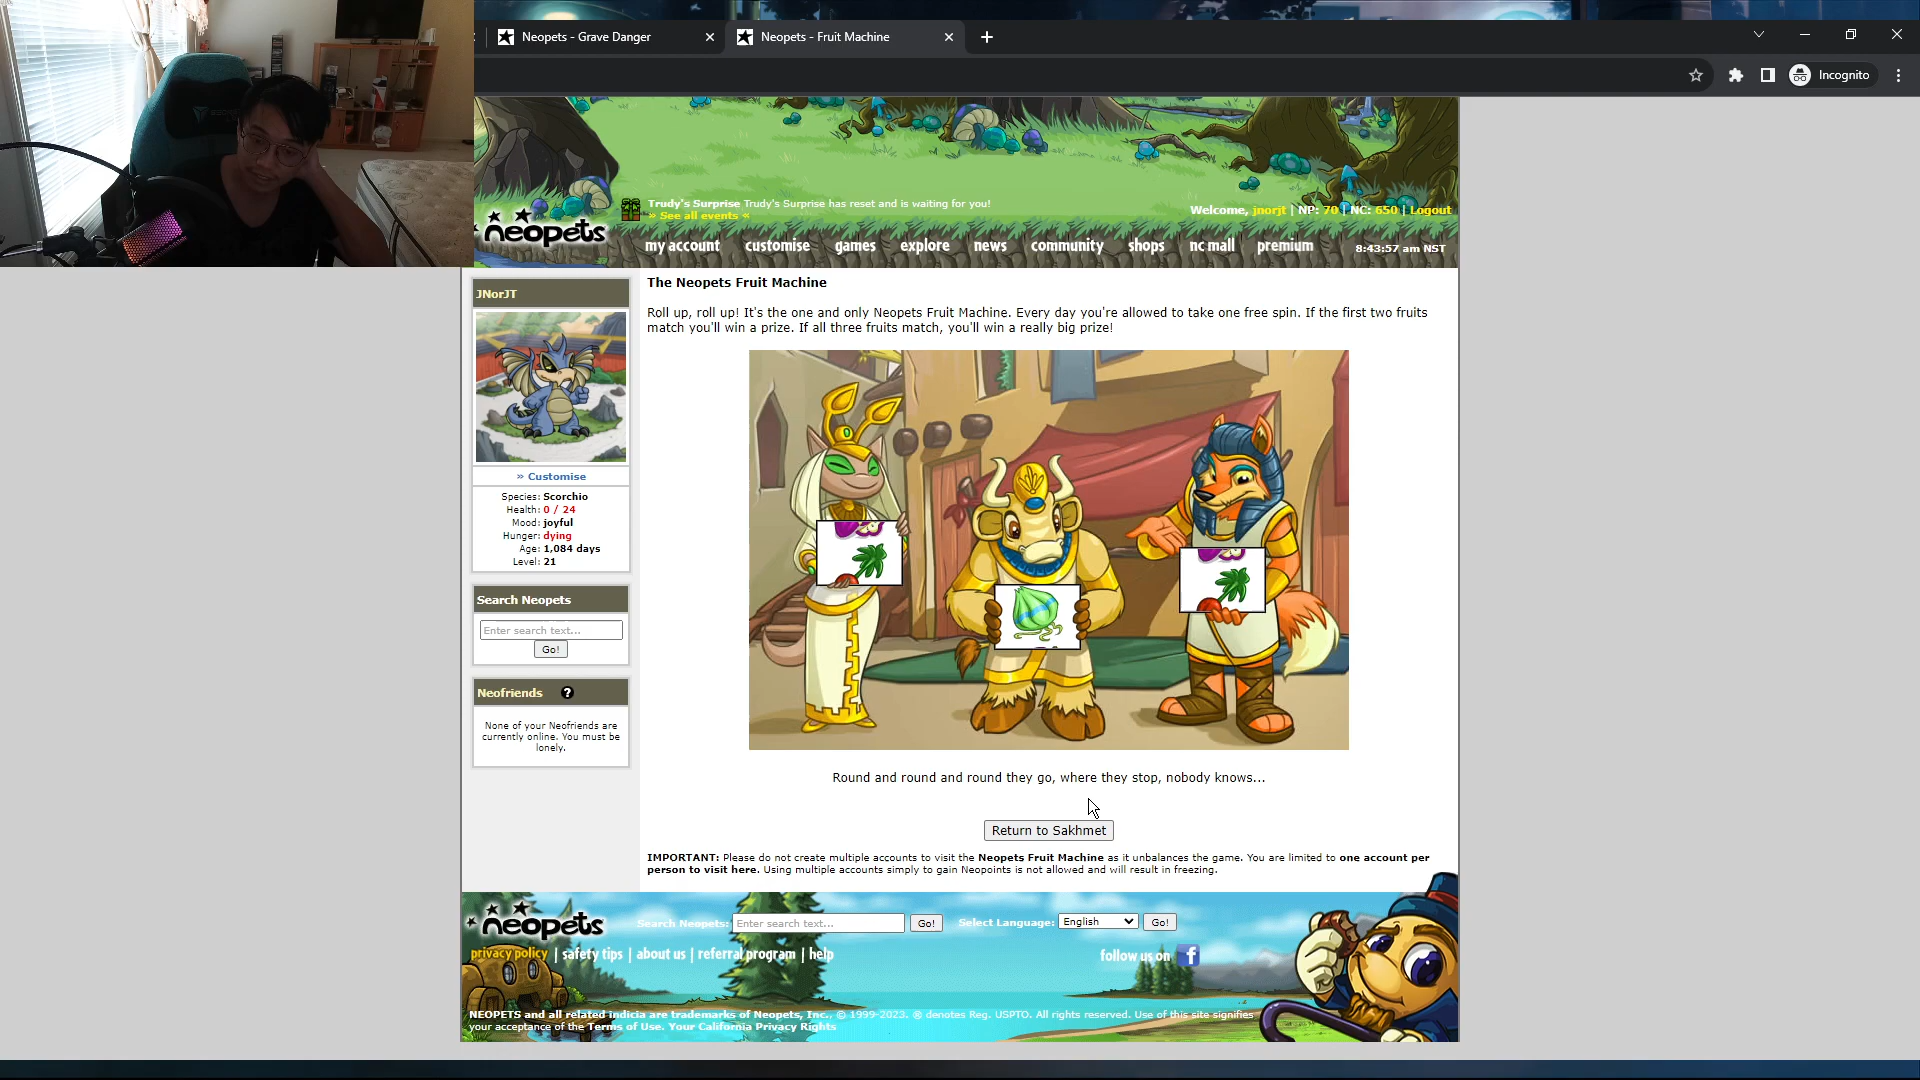 Neopets - Grave Danger
Neopets - Fruit Machine
Incognito
Trudy's Surprise Trudy's Surprise has reset and is waiting for you!
» See all events «
Welcome, jnorjt | NP: 70 | NC: 650 | Logout
neopets
my account
customise
games
explore
news
community
shops
nc mall
premium
8:43:57 am NST
JNorJT
» Customise
Species: Scorchio
Health: 0 / 24
Mood: joyful
Hunger: dying
Age: 1,084 days
Level: 21
Search Neopets
Enter search text...
Go!
Neofriends ?
None of your Neofriends are
currently online. You must be
lonely.
The Neopets Fruit Machine
Roll up, roll up! It's the one and only Neopets Fruit Machine. Every day you're allowed to take one free spin. If the first two fruits
match you'll win a prize. If all three fruits match, you'll win a really big prize!
Round and round and round they go, where they stop, nobody knows...
Return to Sakhmet
IMPORTANT: Please do not create multiple accounts to visit the Neopets Fruit Machine as it unbalances the game. You are limited to one account per
person to visit here. Using multiple accounts simply to gain Neopoints is not allowed and will result in freezing.
neopets
Search Neopets: Enter search text... Go! Select Language: English Go!
privacy policy | safety tips | about us | referral program | help
follow us on f
NEOPETS and all related indicia are trademarks of Neopets, Inc., © 1999-2023. ® denotes Reg. USPTO. All rights reserved. Use of this site signifies
your acceptance of the Terms of Use. Your California Privacy Rights